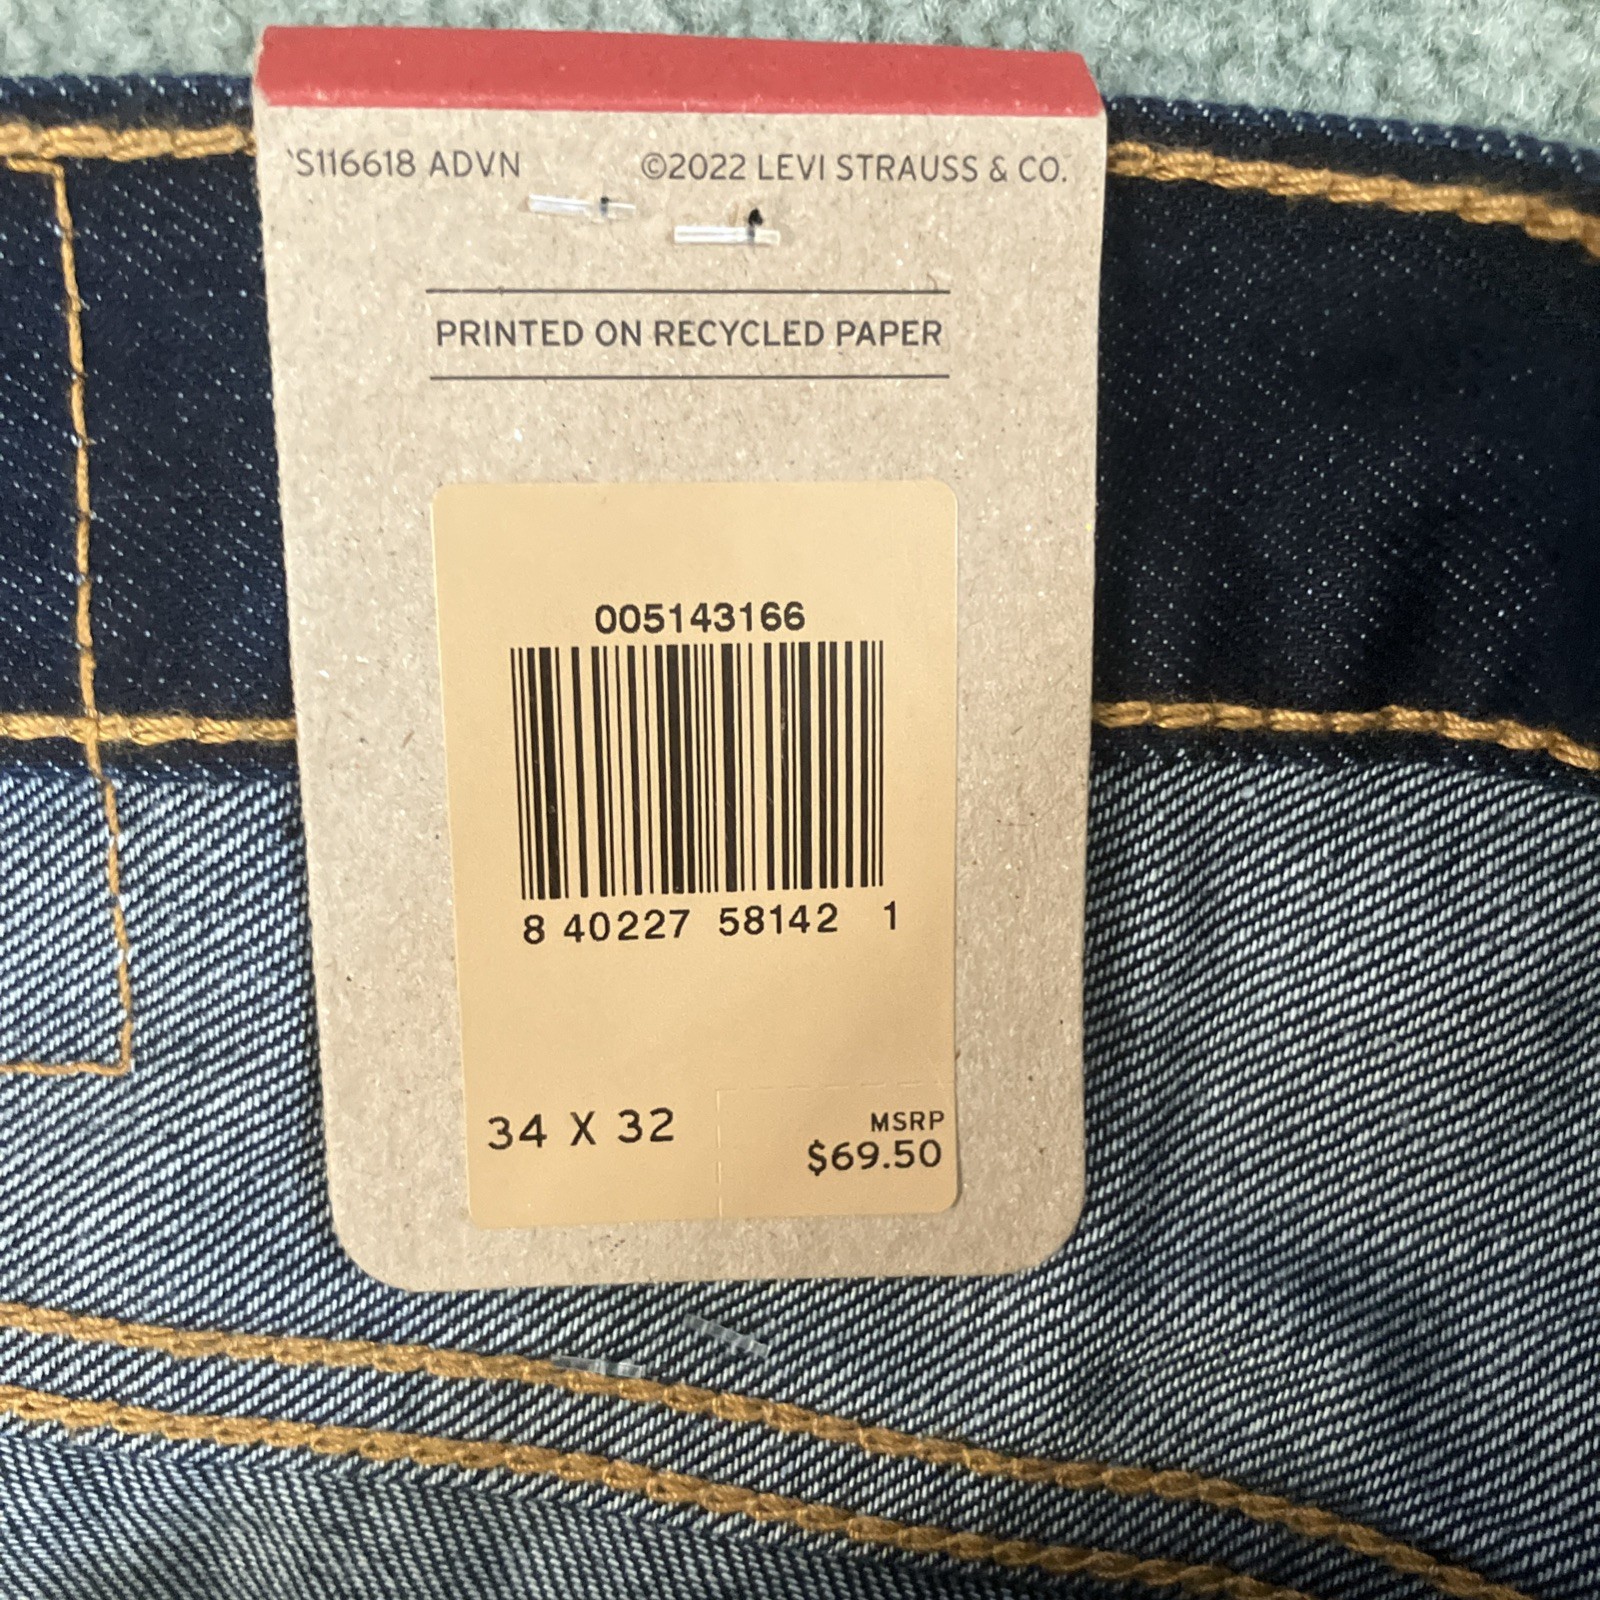 'S116618 ADVN ©2022 LEVI STRAUSS & CO.
PRINTED ON RECYCLED PAPER
005143166
8 40227 58142 1
34 X 32
MSRP
$69.50